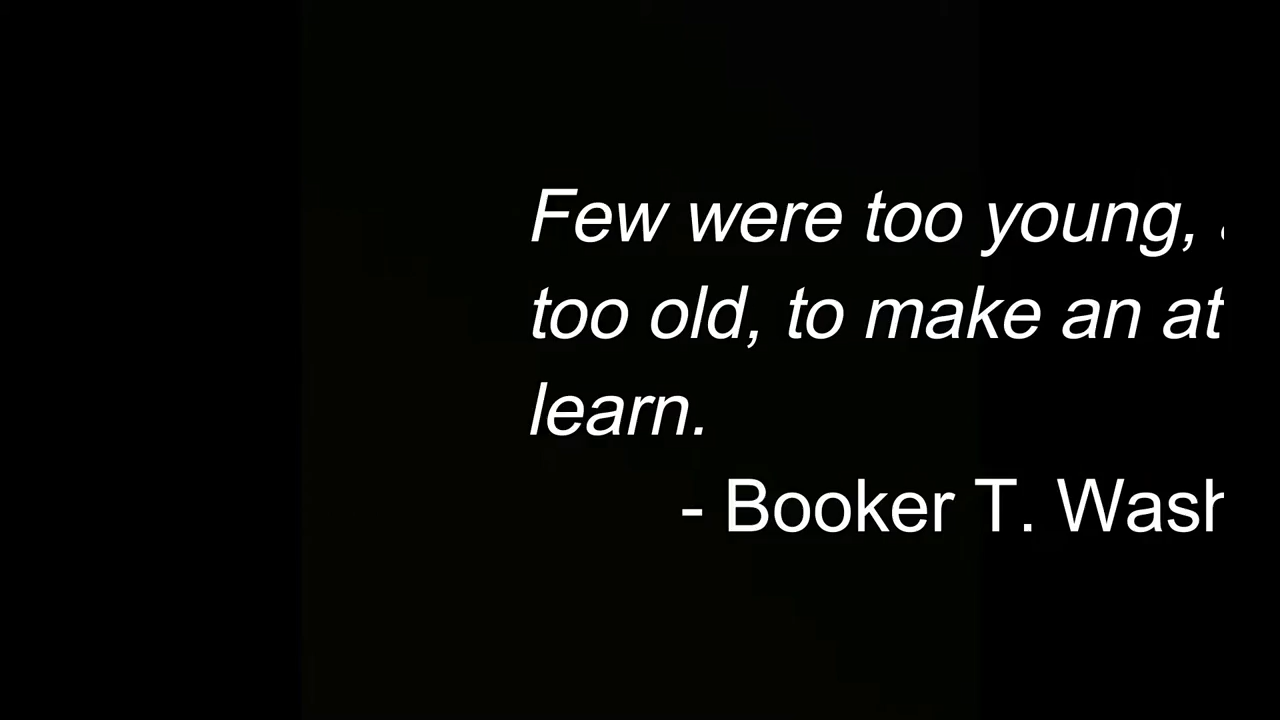 Few were too young,
too old, to make an at
learn.
- Booker T. Wash